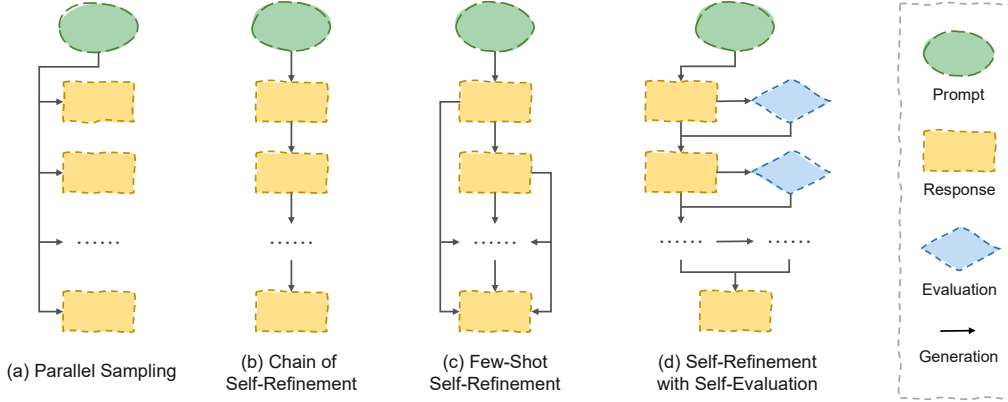 ......
......
......
......
......
(a) Parallel Sampling
(b) Chain of
Self-Refinement
(c) Few-Shot
Self-Refinement
(d) Self-Refinement
with Self-Evaluation
Prompt
Response
Evaluation
Generation